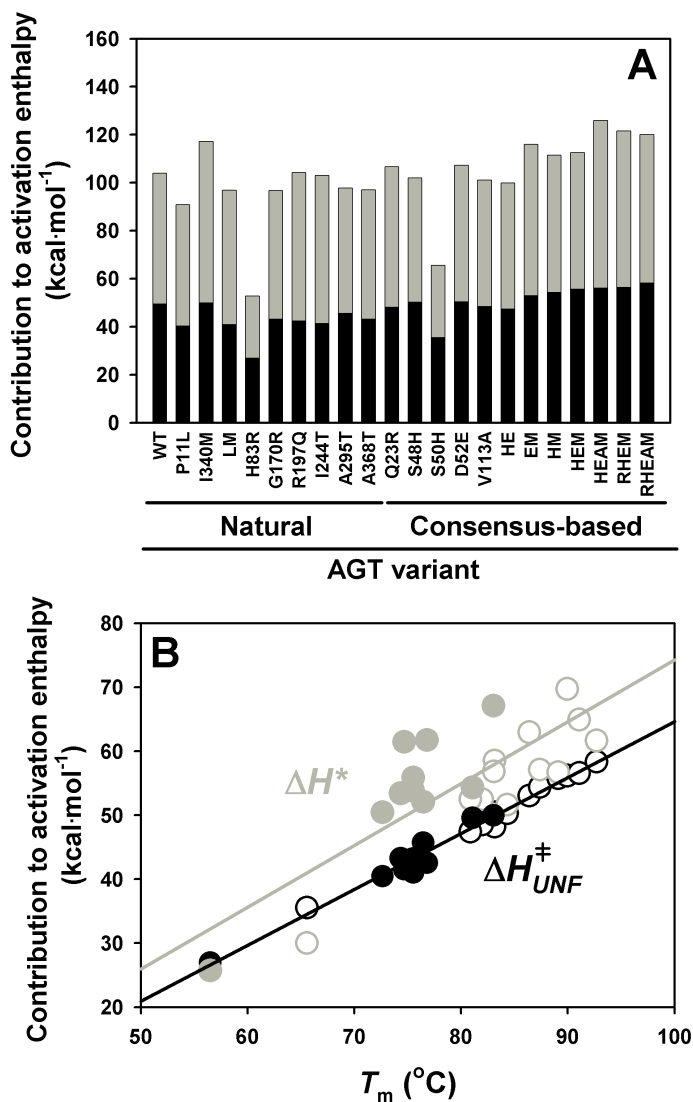 Contribution to activation enthalpy
(kcal·mol⁻¹)
160
140
120
100
80
60
40
20
0
A
WT
P11L
I340M
LM
H83R
G170R
R197Q
I244T
A295T
A368T
Q23R
S48H
S50H
D52E
V113A
HE
EM
HM
HEM
HEAM
RHEM
RHEAM
Natural
Consensus-based
AGT variant
Contribution to activation enthalpy
(kcal·mol⁻¹)
80
70
60
50
40
30
20
B
ΔH*
ΔH‡UNF
50
60
70
80
90
100
Tm (°C)